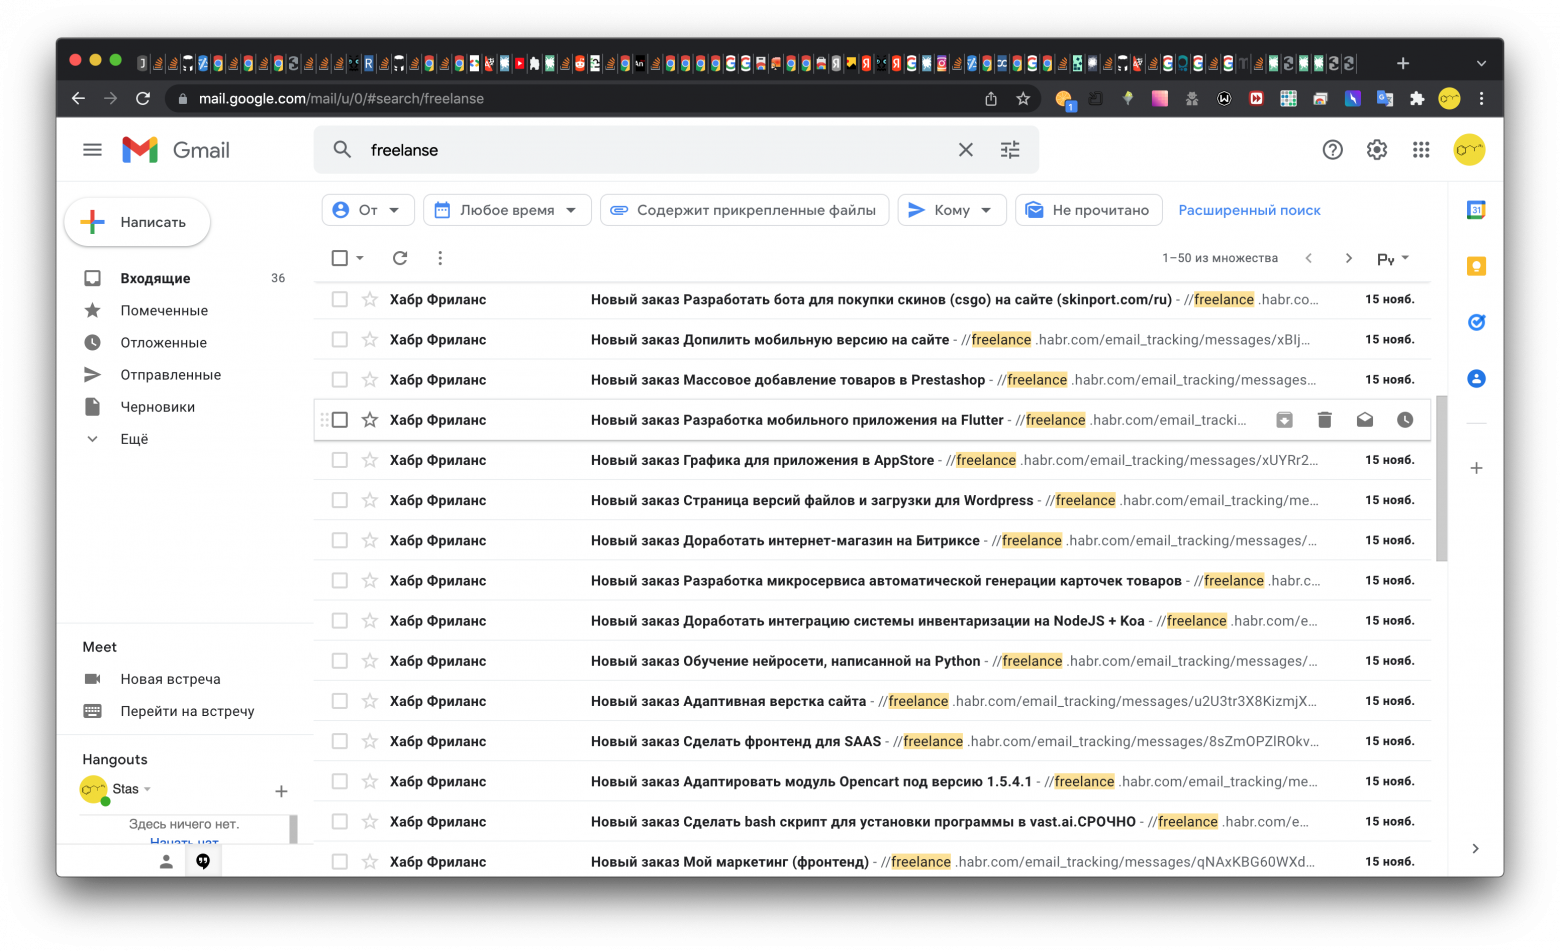 mail.google.com/mail/u/0/#search/freelanse
1
Gmail
freelanse
Написать
От
Любое время
Содержит прикрепленные файлы
Кому
Не прочитано
Расширенный поиск
31
1–50 из множества
Ру
Входящие 36
Помеченные
Отложенные
Отправленные
Черновики
Ещё
Хабр Фриланс Новый заказ Разработать бота для покупки скинов (csgo) на сайте (skinport.com/ru) - //freelance .habr.co... 15 нояб.
Хабр Фриланс Новый заказ Допилить мобильную версию на сайте - //freelance .habr.com/email_tracking/messages/xBlj... 15 нояб.
Хабр Фриланс Новый заказ Массовое добавление товаров в Prestashop - //freelance .habr.com/email_tracking/messages... 15 нояб.
Хабр Фриланс Новый заказ Разработка мобильного приложения на Flutter - //freelance .habr.com/email_tracki...
Хабр Фриланс Новый заказ Графика для приложения в AppStore - //freelance .habr.com/email_tracking/messages/xUYRr2... 15 нояб.
Хабр Фриланс Новый заказ Страница версий файлов и загрузки для Wordpress - //freelance .habr.com/email_tracking/me... 15 нояб.
Хабр Фриланс Новый заказ Доработать интернет-магазин на Битриксе - //freelance .habr.com/email_tracking/messages/... 15 нояб.
Хабр Фриланс Новый заказ Разработка микросервиса автоматической генерации карточек товаров - //freelance .habr.c... 15 нояб.
Хабр Фриланс Новый заказ Доработать интеграцию системы инвентаризации на NodeJS + Koa - //freelance .habr.com/e... 15 нояб.
Хабр Фриланс Новый заказ Обучение нейросети, написанной на Python - //freelance .habr.com/email_tracking/messages/... 15 нояб.
Хабр Фриланс Новый заказ Адаптивная верстка сайта - //freelance .habr.com/email_tracking/messages/u2U3tr3X8KizmjX... 15 нояб.
Хабр Фриланс Новый заказ Сделать фронтенд для SAAS - //freelance .habr.com/email_tracking/messages/8sZmOPZlROkv... 15 нояб.
Хабр Фриланс Новый заказ Адаптировать модуль Opencart под версию 1.5.4.1 - //freelance .habr.com/email_tracking/me... 15 нояб.
Хабр Фриланс Новый заказ Сделать bash скрипт для установки программы в vast.ai.СРОЧНО - //freelance .habr.com/e... 15 нояб.
Хабр Фриланс Новый заказ Мой маркетинг (фронтенд) - //freelance .habr.com/email_tracking/messages/qNAxKBG60WXd... 15 нояб.
Meet
Новая встреча
Перейти на встречу
Hangouts
Stas
Здесь ничего нет.
Начать чат